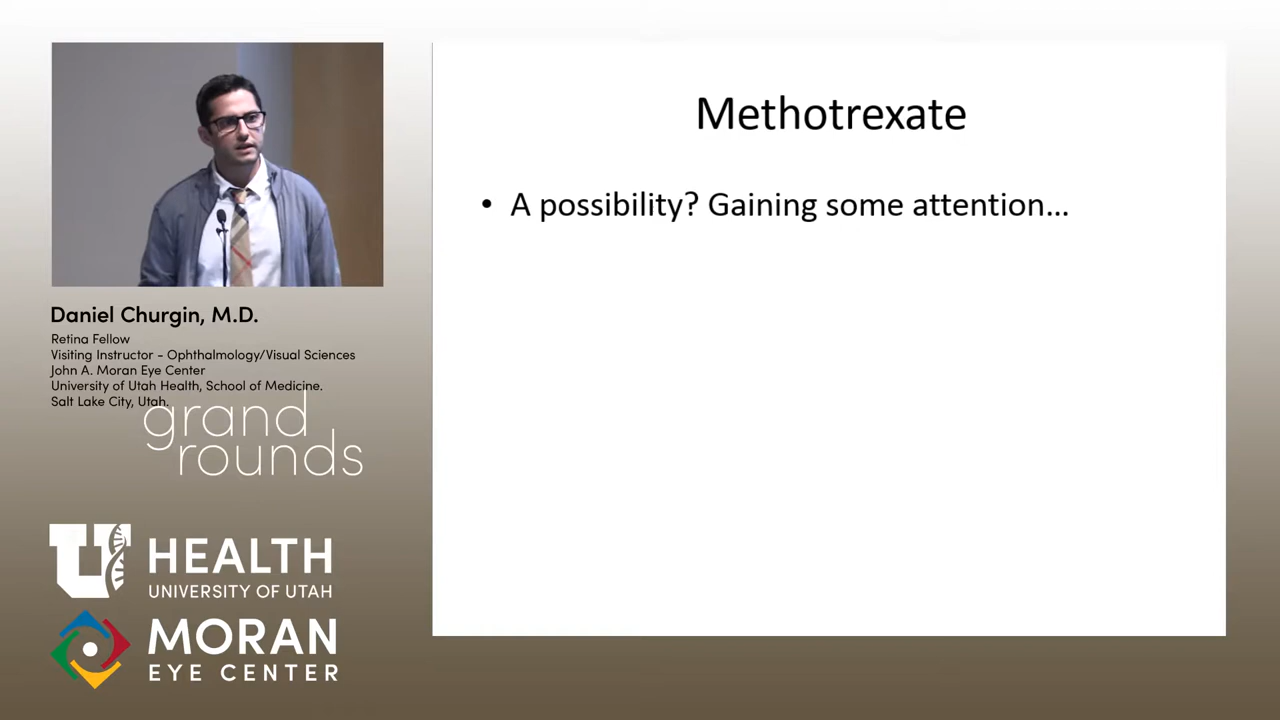 Methotrexate
• A possibility? Gaining some attention...
Daniel Churgin, M.D.
Retina Fellow
Visiting Instructor - Ophthalmology/Visual Sciences
John A. Moran Eye Center
University of Utah Health, School of Medicine.
Salt Lake City, Utah.
grand
rounds
U HEALTH
UNIVERSITY OF UTAH
MORAN
EYE CENTER